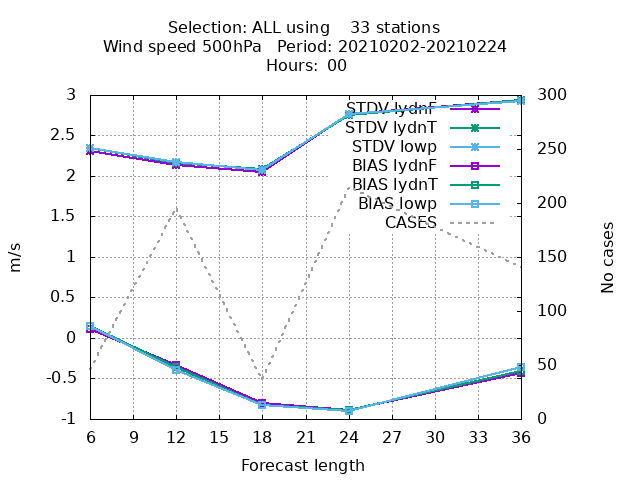 Selection: ALL using 33 stations
Wind speed 500hPa Period: 20210202-20210224
Hours: 00
STDV lydnF
STDV lydnT
STDV lowp
BIAS lydnF
BIAS lydnT
BIAS lowp
CASES
3
2.5
2
1.5
1
0.5
0
-0.5
-1
m/s
300
250
200
150
100
50
0
No cases
6 9 12 15 18 21 24 27 30 33 36
Forecast length